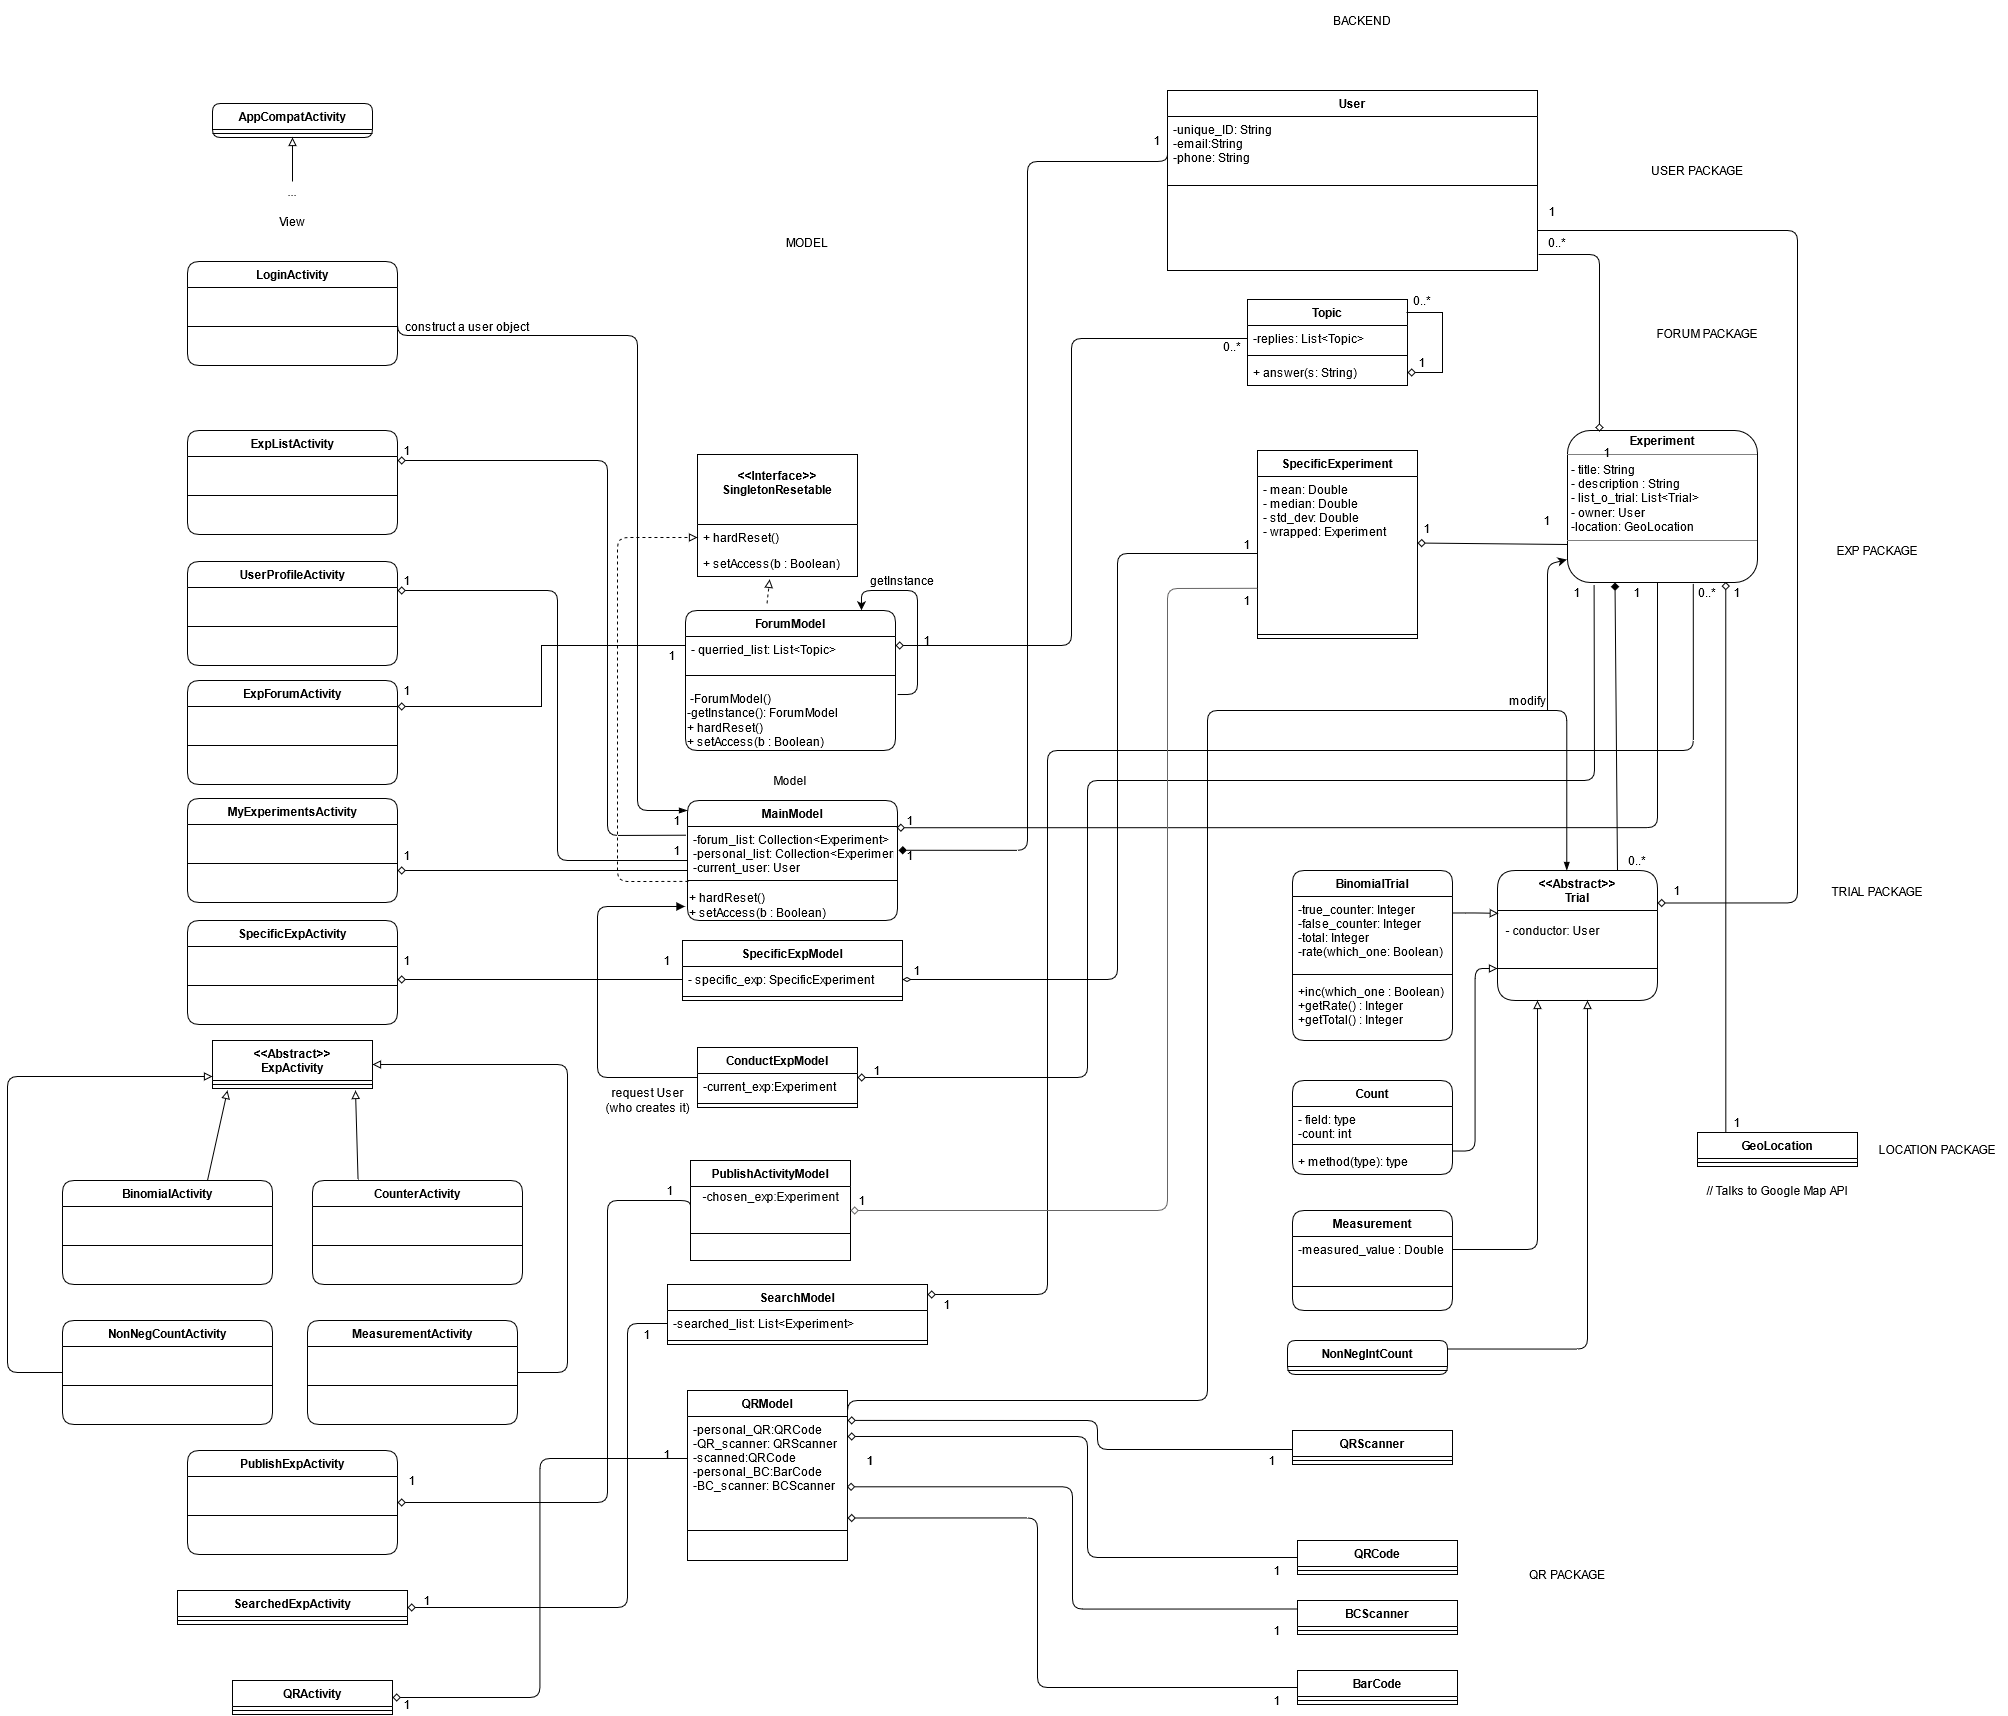 BACKEND
AppCompatActivity
...
View
MODEL
User
-unique_ID: String
-email:String
-phone: String
1
USER PACKAGE
1
0..*
LoginActivity
construct a user object
Topic
-replies: List<Topic>
+ answer(s: String)
0..*
0..*
1
FORUM PACKAGE
ExpListActivity
1
<<Interface>>
SingletonResetable
+ hardReset()
+ setAccess(b : Boolean)
SpecificExperiment
- mean: Double
- median: Double
- std_dev: Double
- wrapped: Experiment
1
1
1
1
Experiment
1
- title: String
- description : String
- list_o_trial: List<Trial>
- owner: User
-location: GeoLocation
EXP PACKAGE
1
1
0..*
1
UserProfileActivity
1
getInstance
ForumModel
- querried_list: List<Topic>
-ForumModel()
-getInstance(): ForumModel
+ hardReset()
+ setAccess(b : Boolean)
1
1
ExpForumActivity
1
modify
Model
MyExperimentsActivity
1
MainModel
-forum_list: Collection<Experiment>
-personal_list: Collection<Experimer
-current_user: User
+ hardReset()
+ setAccess(b : Boolean)
1
1
1
1
BinomialTrial
-true_counter: Integer
-false_counter: Integer
-total: Integer
-rate(which_one: Boolean)
+inc(which_one : Boolean)
+getRate() : Integer
+getTotal() : Integer
0..*
<<Abstract>>
Trial
- conductor: User
1
TRIAL PACKAGE
SpecificExpActivity
1
1
SpecificExpModel
- specific_exp: SpecificExperiment
1
<<Abstract>>
ExpActivity
ConductExpModel
-current_exp:Experiment
1
request User
(who creates it)
Count
- field: type
-count: int
+ method(type): type
1
GeoLocation
LOCATION PACKAGE
// Talks to Google Map API
BinomialActivity
CounterActivity
1
PublishActivityModel
-chosen_exp:Experiment
1
Measurement
-measured_value : Double
NonNegCountActivity
MeasurementActivity
SearchModel
-searched_list: List<Experiment>
1
1
NonNegIntCount
QRModel
-personal_QR:QRCode
-QR_scanner: QRScanner
-scanned:QRCode
-personal_BC:BarCode
-BC_scanner: BCScanner
1
1
PublishExpActivity
1
QRScanner
1
QRCode
1
QR PACKAGE
SearchedExpActivity
1
BCScanner
1
QRActivity
1
BarCode
1